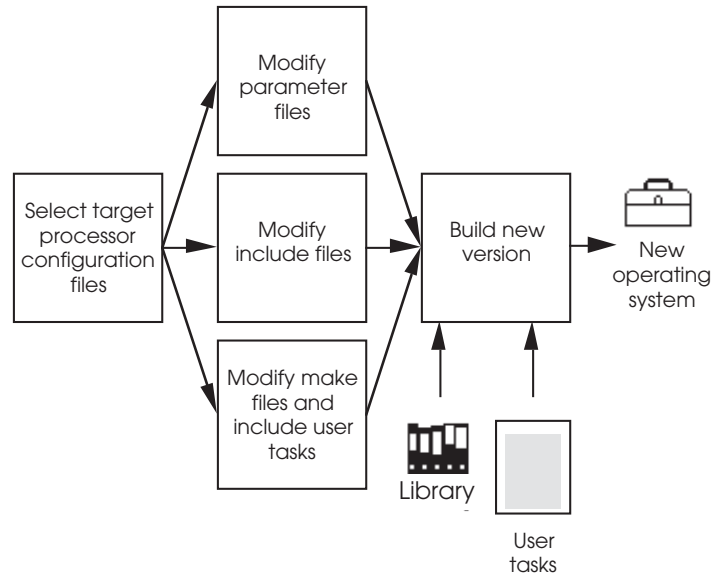 Modify
parameter
files
Select target
processor
configuration
files
Modify
include files
Modify make
files and
include user
tasks
Build new
version
New
operating
system
Library
User
tasks